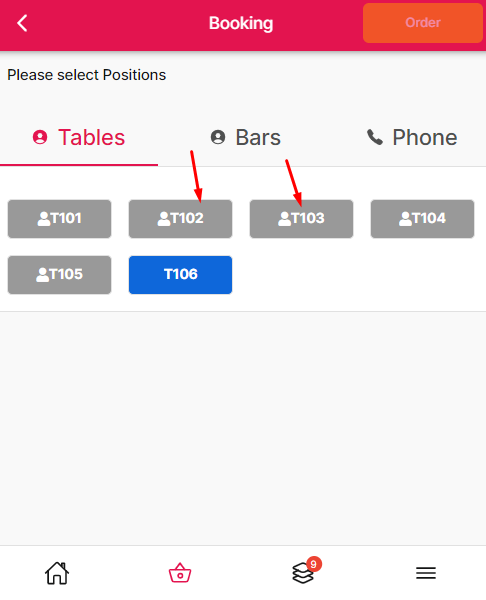 Booking
Order
Please select Positions
Tables
Bars
Phone
T101
T102
T103
T104
T105
T106
9